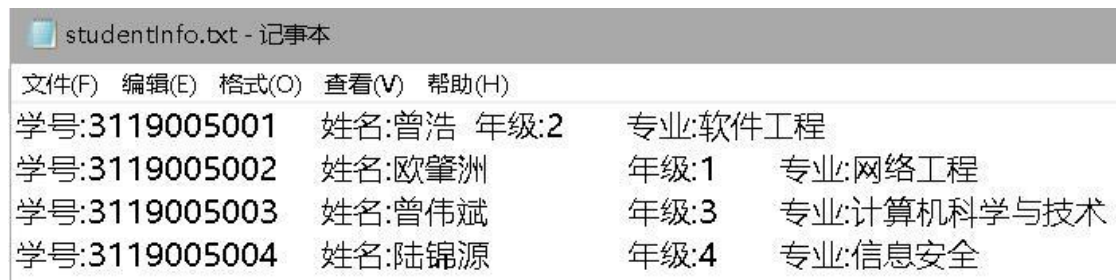 studentInfo.txt - 记事本
文件(F) 编辑(E) 格式(O) 查看(V) 帮助(H)
学号:3119005001 姓名:曾浩 年级:2 专业:软件工程
学号:3119005002 姓名:欧肇洲 年级:1 专业:网络工程
学号:3119005003 姓名:曾伟斌 年级:3 专业:计算机科学与技术
学号:3119005004 姓名:陆锦源 年级:4 专业:信息安全